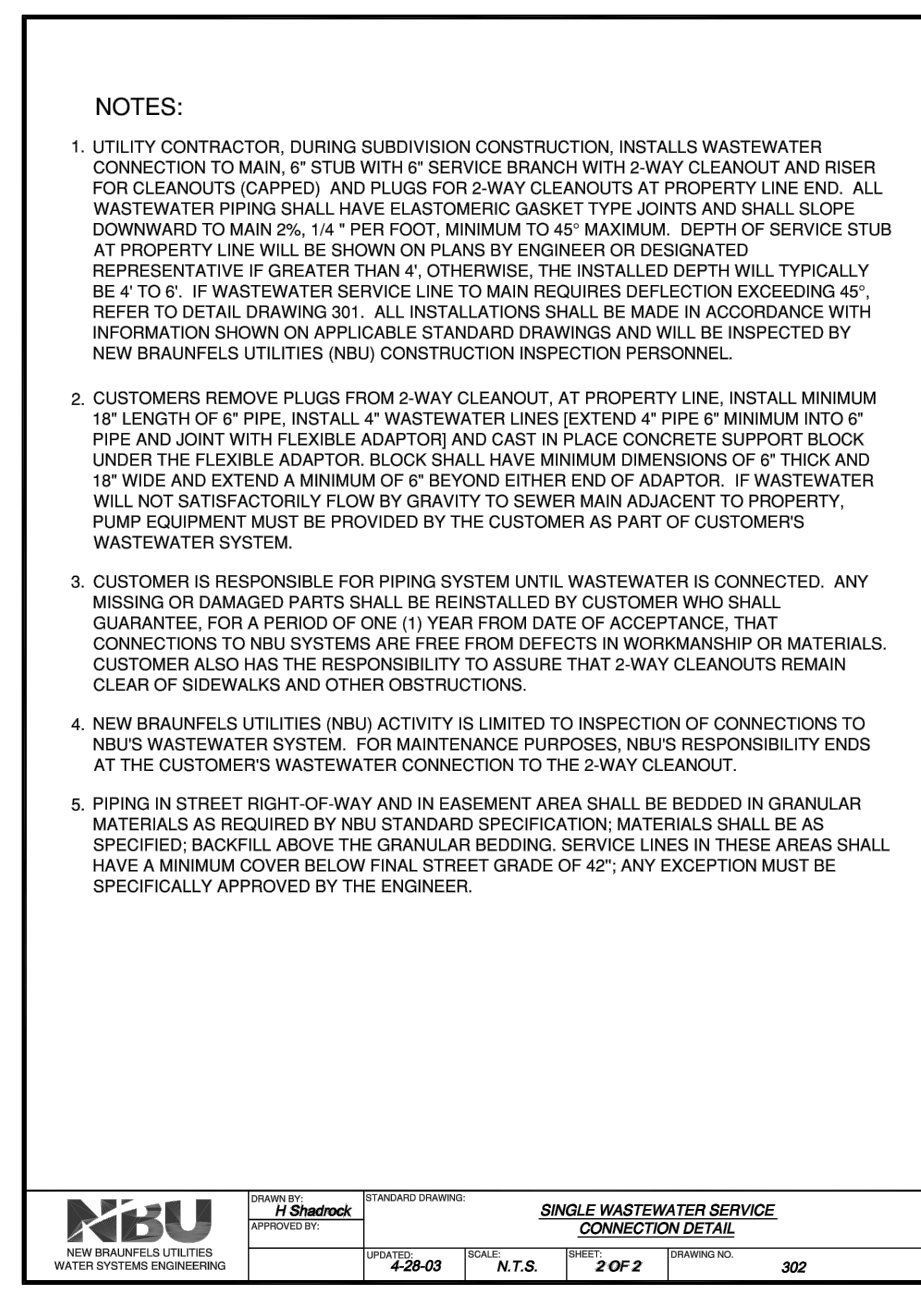 NOTES:
1. UTILITY CONTRACTOR, DURING SUBDIVISION CONSTRUCTION, INSTALLS WASTEWATER
CONNECTION TO MAIN, 6" STUB WITH 6" SERVICE BRANCH WITH 2-WAY CLEANOUT AND RISER
FOR CLEANOUTS (CAPPED) AND PLUGS FOR 2-WAY CLEANOUTS AT PROPERTY LINE END. ALL
WASTEWATER PIPING SHALL HAVE ELASTOMERIC GASKET TYPE JOINTS AND SHALL SLOPE
DOWNWARD TO MAIN 2%, 1/4 " PER FOOT, MINIMUM TO 45° MAXIMUM. DEPTH OF SERVICE STUB
AT PROPERTY LINE WILL BE SHOWN ON PLANS BY ENGINEER OR DESIGNATED
REPRESENTATIVE IF GREATER THAN 4', OTHERWISE, THE INSTALLED DEPTH WILL TYPICALLY
BE 4' TO 6'. IF WASTEWATER SERVICE LINE TO MAIN REQUIRES DEFLECTION EXCEEDING 45°,
REFER TO DETAIL DRAWING 301. ALL INSTALLATIONS SHALL BE MADE IN ACCORDANCE WITH
INFORMATION SHOWN ON APPLICABLE STANDARD DRAWINGS AND WILL BE INSPECTED BY
NEW BRAUNFELS UTILITIES (NBU) CONSTRUCTION INSPECTION PERSONNEL.
2. CUSTOMERS REMOVE PLUGS FROM 2-WAY CLEANOUT, AT PROPERTY LINE, INSTALL MINIMUM
18" LENGTH OF 6" PIPE, INSTALL 4" WASTEWATER LINES [EXTEND 4" PIPE 6" MINIMUM INTO 6"
PIPE AND JOINT WITH FLEXIBLE ADAPTOR] AND CAST IN PLACE CONCRETE SUPPORT BLOCK
UNDER THE FLEXIBLE ADAPTOR. BLOCK SHALL HAVE MINIMUM DIMENSIONS OF 6" THICK AND
18" WIDE AND EXTEND A MINIMUM OF 6" BEYOND EITHER END OF ADAPTOR. IF WASTEWATER
WILL NOT SATISFACTORILY FLOW BY GRAVITY TO SEWER MAIN ADJACENT TO PROPERTY,
PUMP EQUIPMENT MUST BE PROVIDED BY THE CUSTOMER AS PART OF CUSTOMER'S
WASTEWATER SYSTEM.
3. CUSTOMER IS RESPONSIBLE FOR PIPING SYSTEM UNTIL WASTEWATER IS CONNECTED. ANY
MISSING OR DAMAGED PARTS SHALL BE REINSTALLED BY CUSTOMER WHO SHALL
GUARANTEE, FOR A PERIOD OF ONE (1) YEAR FROM DATE OF ACCEPTANCE, THAT
CONNECTIONS TO NBU SYSTEMS ARE FREE FROM DEFECTS IN WORKMANSHIP OR MATERIALS.
CUSTOMER ALSO HAS THE RESPONSIBILITY TO ASSURE THAT 2-WAY CLEANOUTS REMAIN
CLEAR OF SIDEWALKS AND OTHER OBSTRUCTIONS.
4. NEW BRAUNFELS UTILITIES (NBU) ACTIVITY IS LIMITED TO INSPECTION OF CONNECTIONS TO
NBU'S WASTEWATER SYSTEM. FOR MAINTENANCE PURPOSES, NBU'S RESPONSIBILITY ENDS
AT THE CUSTOMER'S WASTEWATER CONNECTION TO THE 2-WAY CLEANOUT.
5. PIPING IN STREET RIGHT-OF-WAY AND IN EASEMENT AREA SHALL BE BEDDED IN GRANULAR
MATERIALS AS REQUIRED BY NBU STANDARD SPECIFICATION; MATERIALS SHALL BE AS
SPECIFIED; BACKFILL ABOVE THE GRANULAR BEDDING. SERVICE LINES IN THESE AREAS SHALL
HAVE A MINIMUM COVER BELOW FINAL STREET GRADE OF 42"; ANY EXCEPTION MUST BE
SPECIFICALLY APPROVED BY THE ENGINEER.
NBU
NEW BRAUNFELS UTILITIES
WATER SYSTEMS ENGINEERING
DRAWN BY:
H Shadrock
APPROVED BY:
STANDARD DRAWING:
SINGLE WASTEWATER SERVICE
CONNECTION DETAIL
UPDATED:
4-28-03
SCALE:
N.T.S.
SHEET:
2 OF 2
DRAWING NO.
302